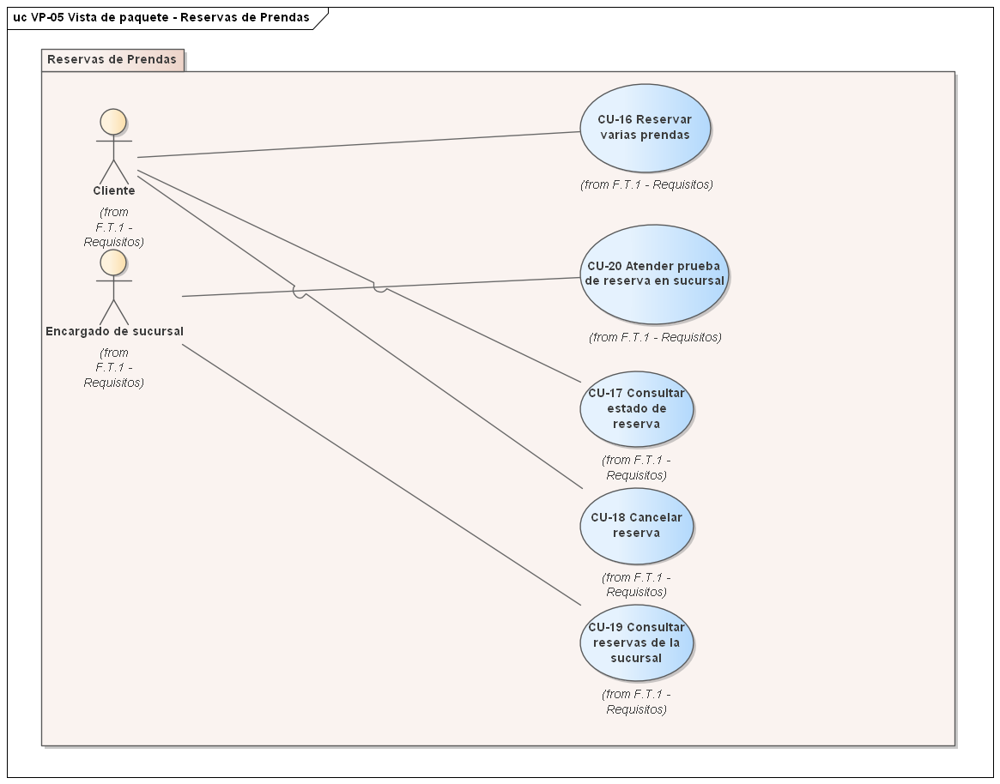 uc VP-05 Vista de paquete - Reservas de Prendas
Reservas de Prendas
Cliente
(from
F.T.1 -
Requisitos)
Encargado de sucursal
(from
F.T.1 -
Requisitos)
CU-16 Reservar
varias prendas
(from F.T.1 - Requisitos)
CU-20 Atender prueba
de reserva en sucursal
(from F.T.1 - Requisitos)
CU-17 Consultar
estado de
reserva
(from F.T.1 -
Requisitos)
CU-18 Cancelar
reserva
(from F.T.1 -
Requisitos)
CU-19 Consultar
reservas de la
sucursal
(from F.T.1 -
Requisitos)